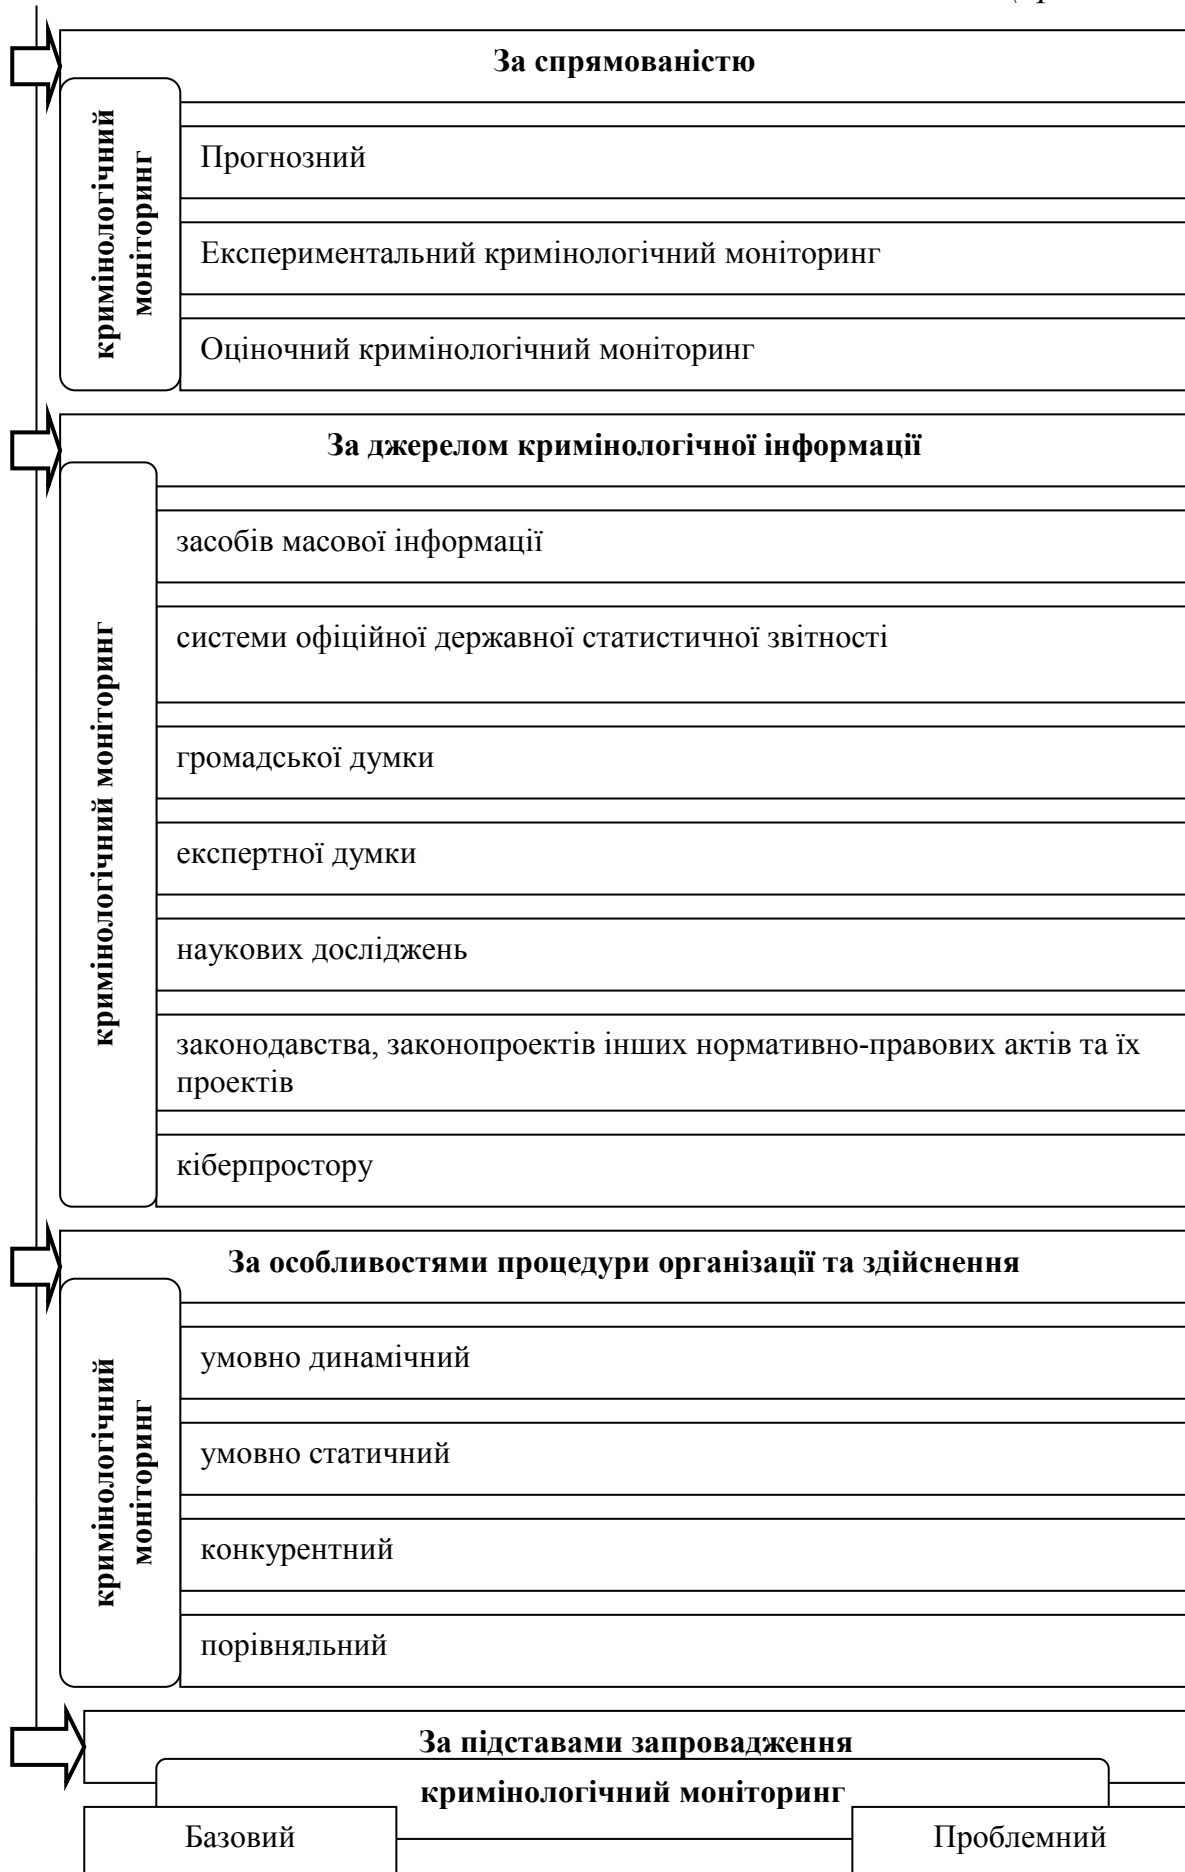 За спрямованістю
кримінологічний
моніторинг
Прогнозний
Експериментальний кримінологічний моніторинг
Оціночний кримінологічний моніторинг
За джерелом кримінологічної інформації
кримінологічний моніторинг
засобів масової інформації
системи офіційної державної статистичної звітності
громадської думки
експертної думки
наукових досліджень
законодавства, законопроектів інших нормативно-правових актів та їх
проектів
кіберпростору
За особливостями процедури організації та здійснення
кримінологічний
моніторинг
умовно динамічний
умовно статичний
конкурентний
порівняльний
За підставами запровадження
кримінологічний моніторинг
Базовий
Проблемний